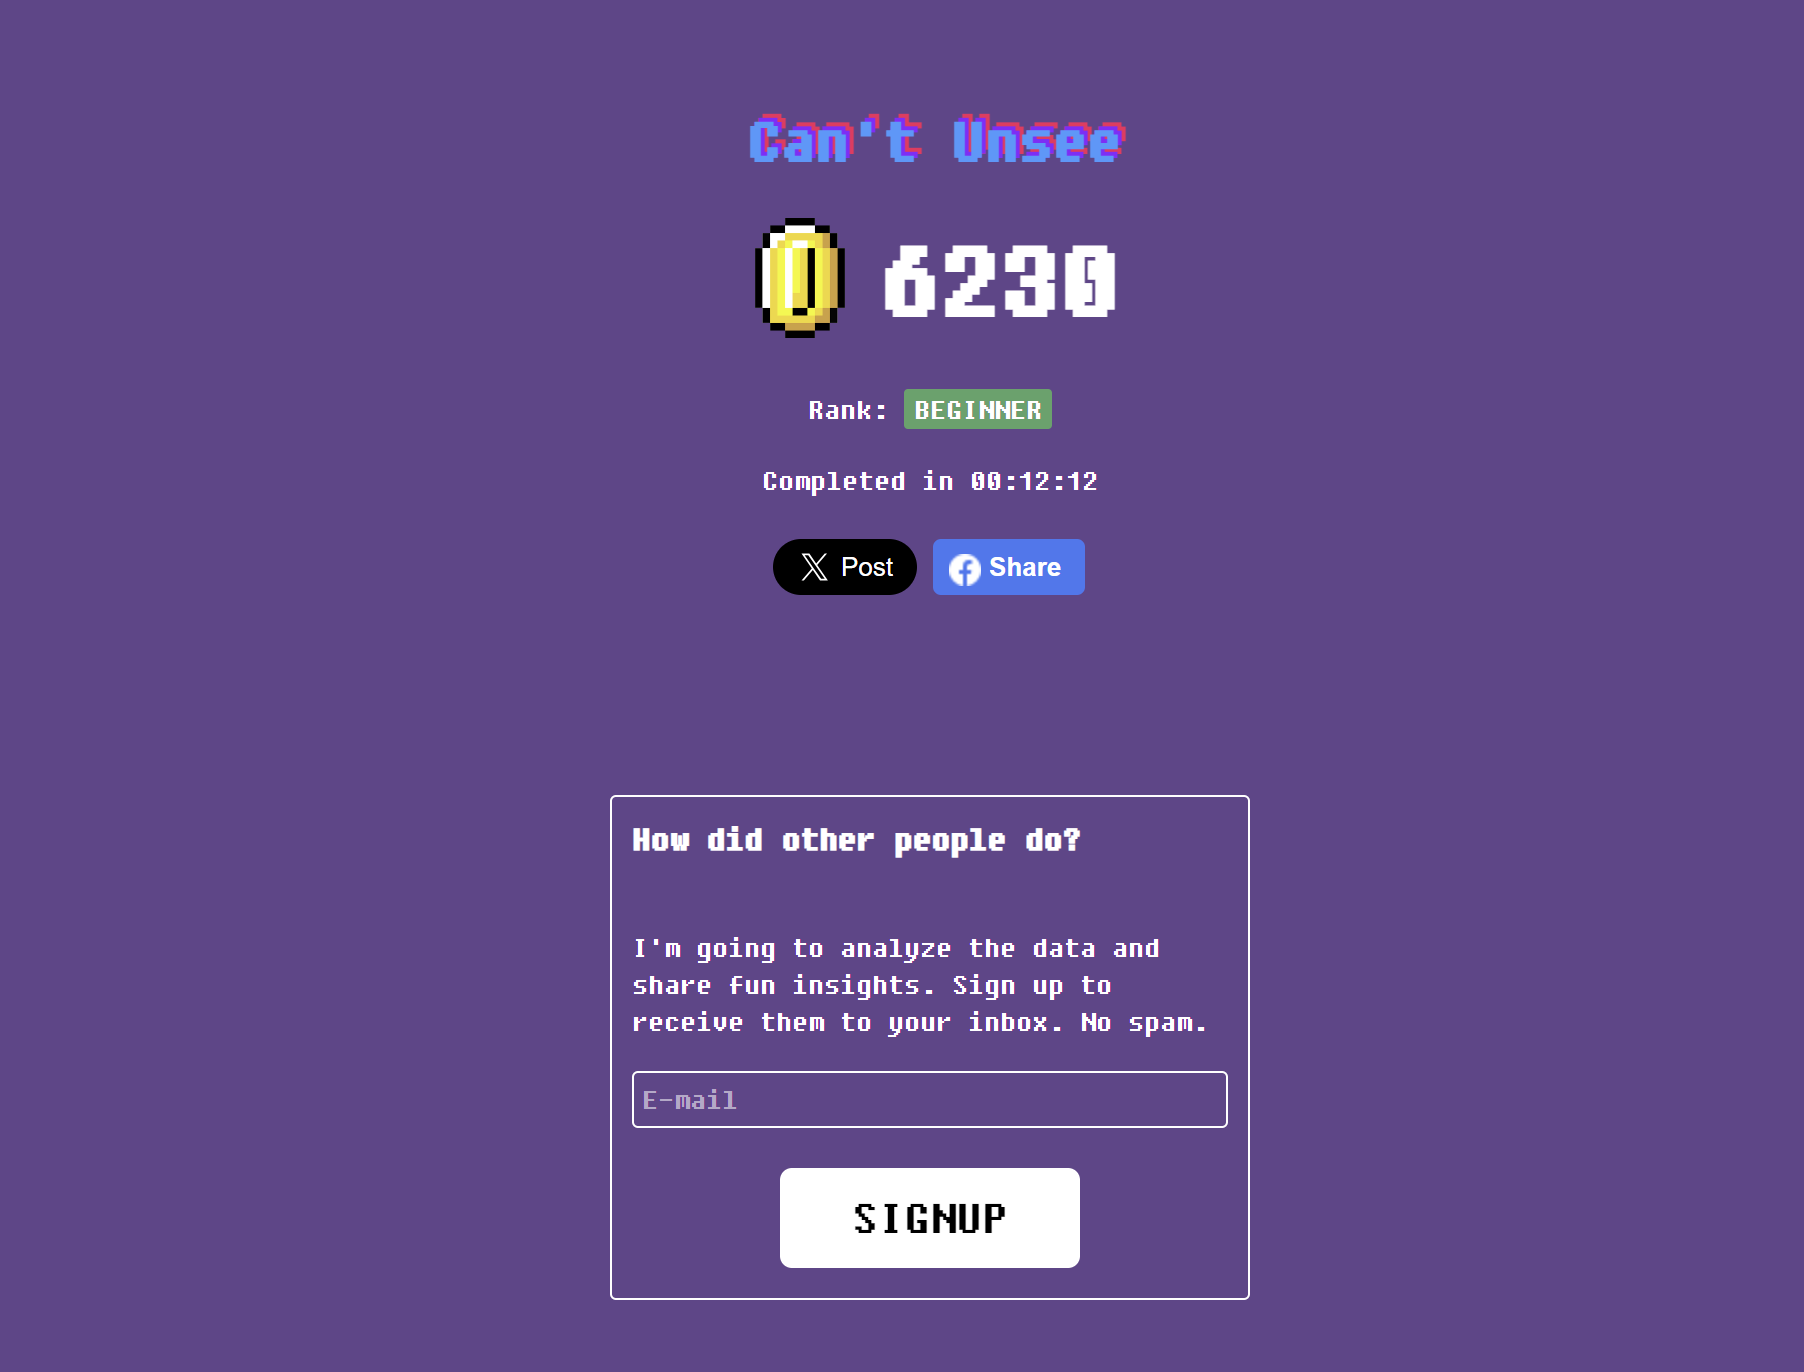 Can't Unsee
6230
Rank: BEGINNER
Completed in 00:12:12
Post Share
How did other people do?
I'm going to analyze the data and
share fun insights. Sign up to
receive them to your inbox. No spam.
E-mail
SIGNUP